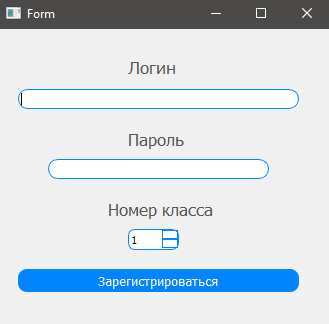 Form
Логин
Пароль
Номер класса
1
Зарегистрироваться